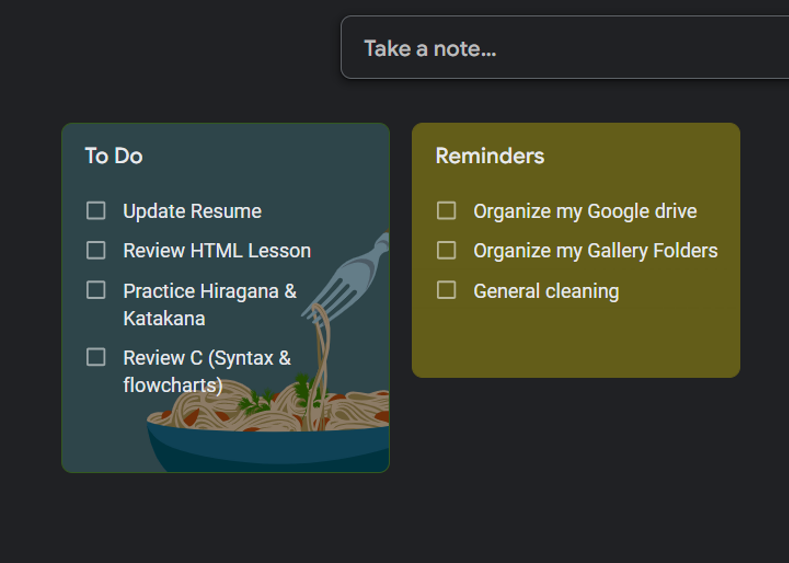 Take a note...
To Do
Update Resume
Review HTML Lesson
Practice Hiragana &
Katakana
Review C (Syntax &
flowcharts)
Reminders
Organize my Google drive
Organize my Gallery Folders
General cleaning